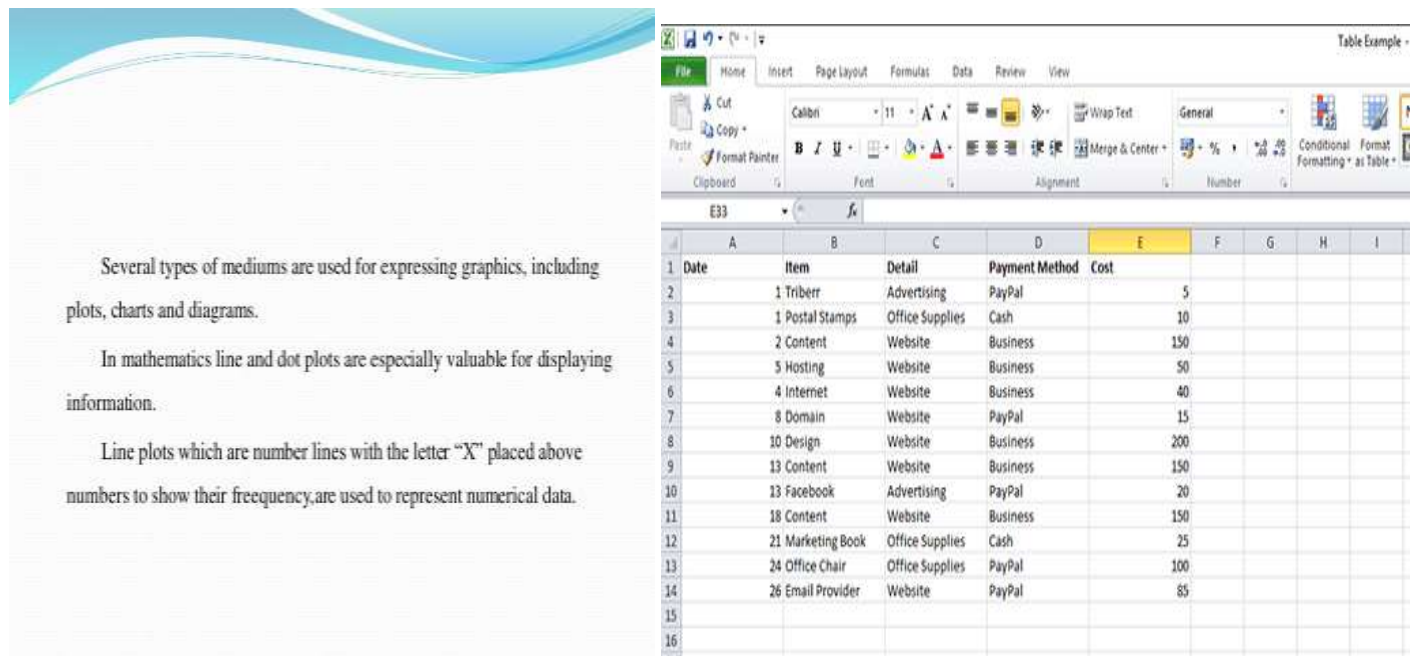 Several types of mediums are used for expressing graphics, including
plots, charts and diagrams.
In mathematics line and dot plots are especially valuable for displaying
information.
Line plots which are number lines with the letter “X” placed above
numbers to show their freequency,are used to represent numerical data.
Table Example -
File Home Insert Page Layout Formulas Data Review View
Cut
Copy
Paste
Format Painter
Calibri 11
Wrap Text
General
B I U
Merge & Center
% ,
Conditional Format
Formatting as Table
Clipboard Font Alignment Number
E33 fx
A B C D E F G H I
1 Date Item Detail Payment Method Cost
2 1 Triberr Advertising PayPal 5
3 1 Postal Stamps Office Supplies Cash 10
4 2 Content Website Business 150
5 3 Hosting Website Business 50
6 4 Internet Website Business 40
7 8 Domain Website PayPal 15
8 10 Design Website Business 200
9 13 Content Website Business 150
10 13 Facebook Advertising PayPal 20
11 18 Content Website Business 150
12 21 Marketing Book Office Supplies Cash 25
13 24 Office Chair Office Supplies PayPal 100
14 26 Email Provider Website PayPal 85
15
16